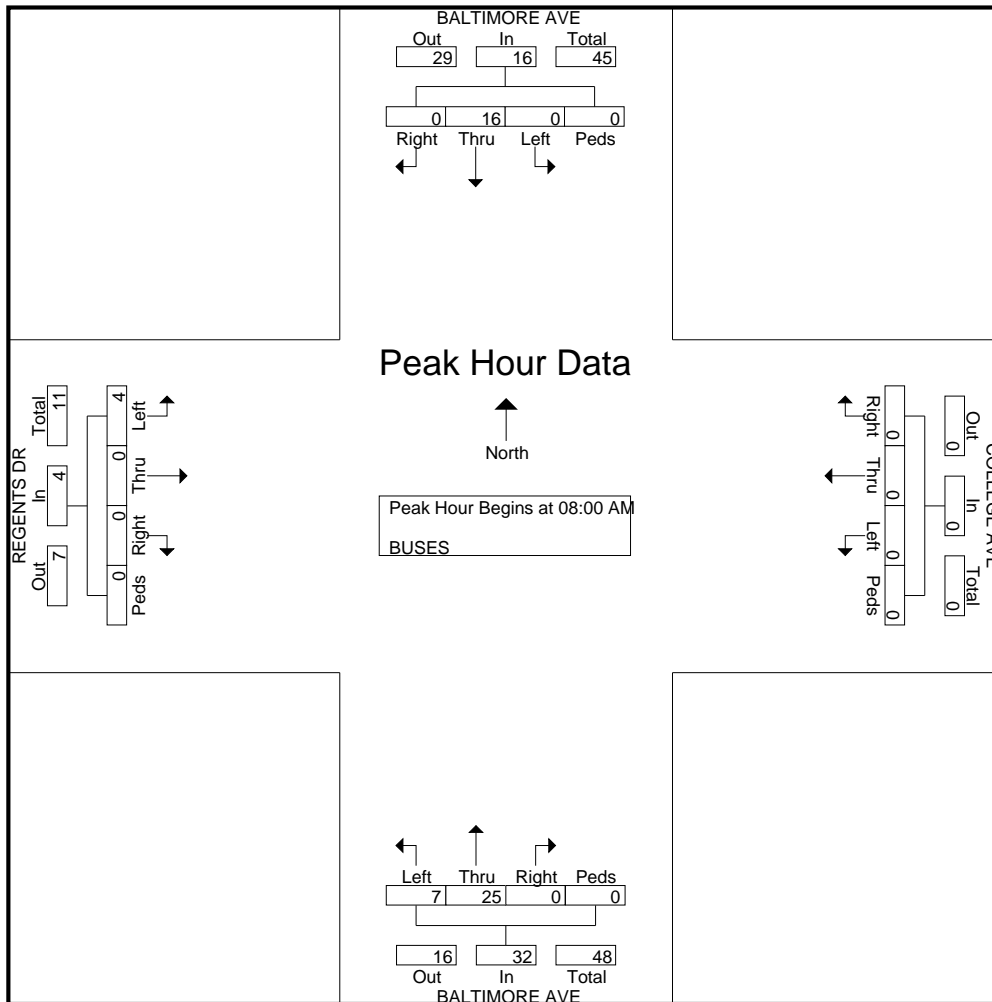 BALTIMORE AVE
Out In Total
29 16 45
0 16 0 0
Right Thru Left Peds
Peak Hour Data
North
Peak Hour Begins at 08:00 AM
BUSES
REGENTS DR
Out In Total
7 4 11
0 0 0 4
Peds Right Thru Left
COLLEGE AVE
Out In Total
0 0 0
0 0 0 0
Right Thru Left Peds
Left Thru Right Peds
7 25 0 0
16 32 48
Out In Total
BALTIMORE AVE